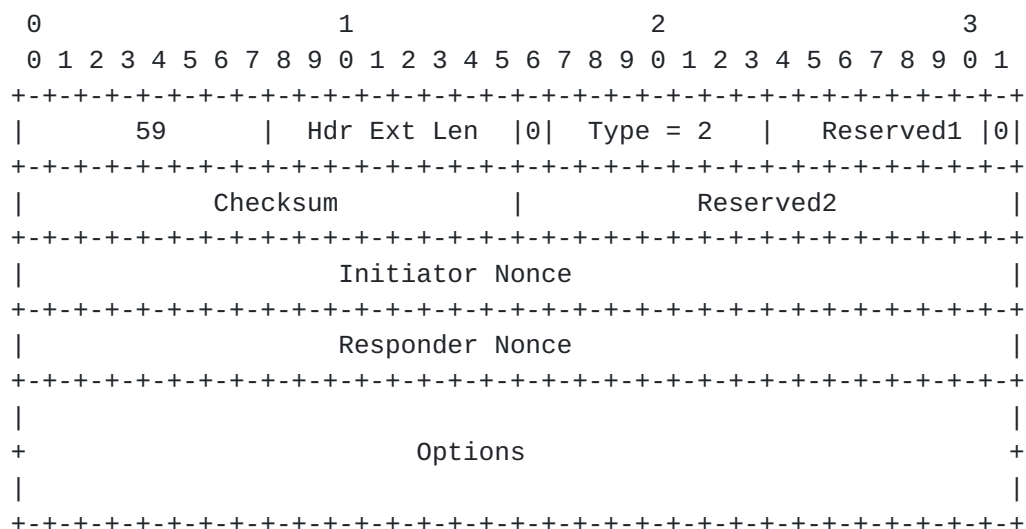 0                   1                   2                   3
 0 1 2 3 4 5 6 7 8 9 0 1 2 3 4 5 6 7 8 9 0 1 2 3 4 5 6 7 8 9 0 1
+-+-+-+-+-+-+-+-+-+-+-+-+-+-+-+-+-+-+-+-+-+-+-+-+-+-+-+-+-+-+-+-+
|       59      |  Hdr Ext Len  |0|  Type = 2   |   Reserved1 |0|
+-+-+-+-+-+-+-+-+-+-+-+-+-+-+-+-+-+-+-+-+-+-+-+-+-+-+-+-+-+-+-+-+
|            Checksum           |           Reserved2           |
+-+-+-+-+-+-+-+-+-+-+-+-+-+-+-+-+-+-+-+-+-+-+-+-+-+-+-+-+-+-+-+-+
|                    Initiator Nonce                            |
+-+-+-+-+-+-+-+-+-+-+-+-+-+-+-+-+-+-+-+-+-+-+-+-+-+-+-+-+-+-+-+-+
|                    Responder Nonce                            |
+-+-+-+-+-+-+-+-+-+-+-+-+-+-+-+-+-+-+-+-+-+-+-+-+-+-+-+-+-+-+-+-+
|                                                               |
+                         Options                               +
|                                                               |
+-+-+-+-+-+-+-+-+-+-+-+-+-+-+-+-+-+-+-+-+-+-+-+-+-+-+-+-+-+-+-+-+